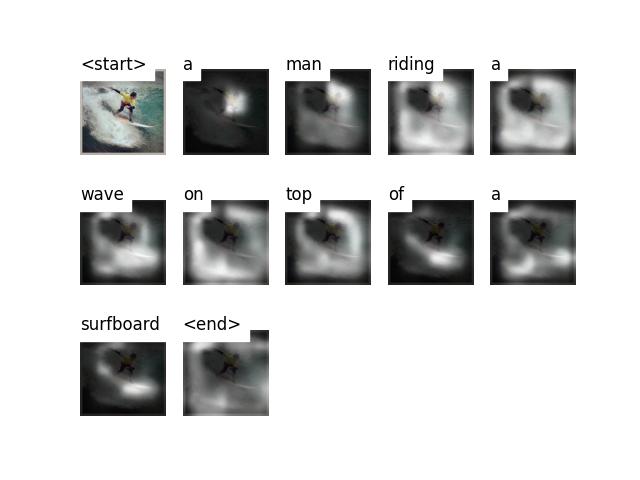 <start> a man riding a
wave on top of a
surfboard <end>